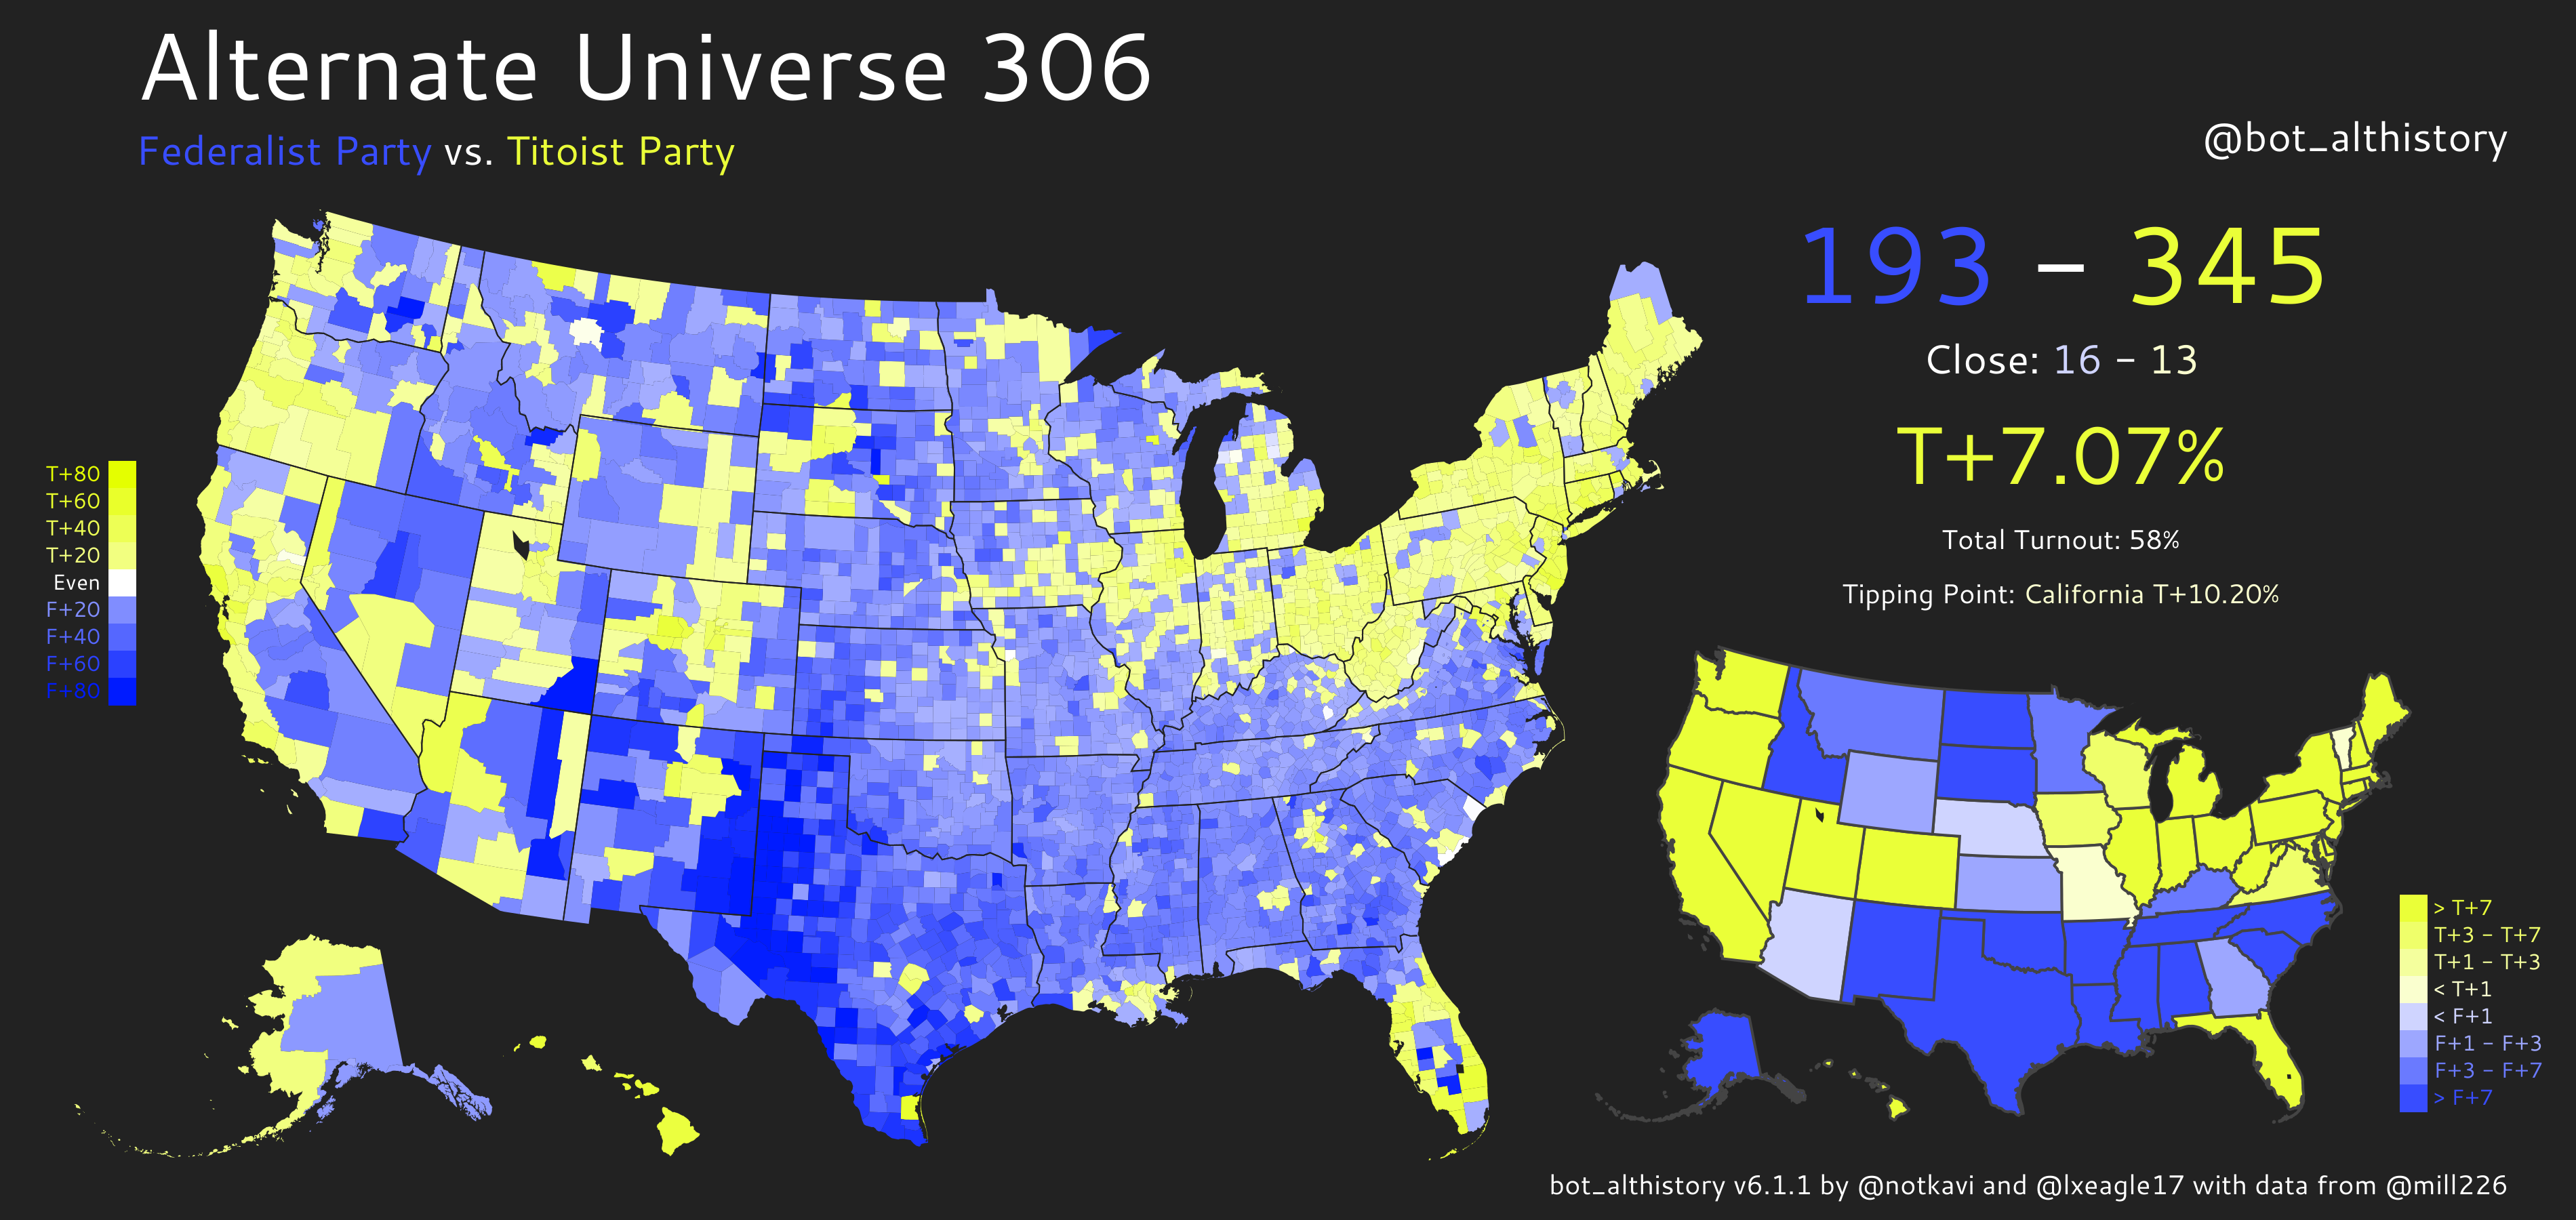 Alternate Universe 306
Federalist Party vs. Titoist Party
@bot_althistory
193 – 345
Close: 16 – 13
T+7.07%
Total Turnout: 58%
Tipping Point: California T+10.20%
T+80
T+60
T+40
T+20
Even
F+20
F+40
F+60
F+80
> T+7
T+3 – T+7
T+1 – T+3
< T+1
< F+1
F+1 – F+3
F+3 – F+7
> F+7
bot_althistory v6.1.1 by @notkavi and @lxeagle17 with data from @mill226